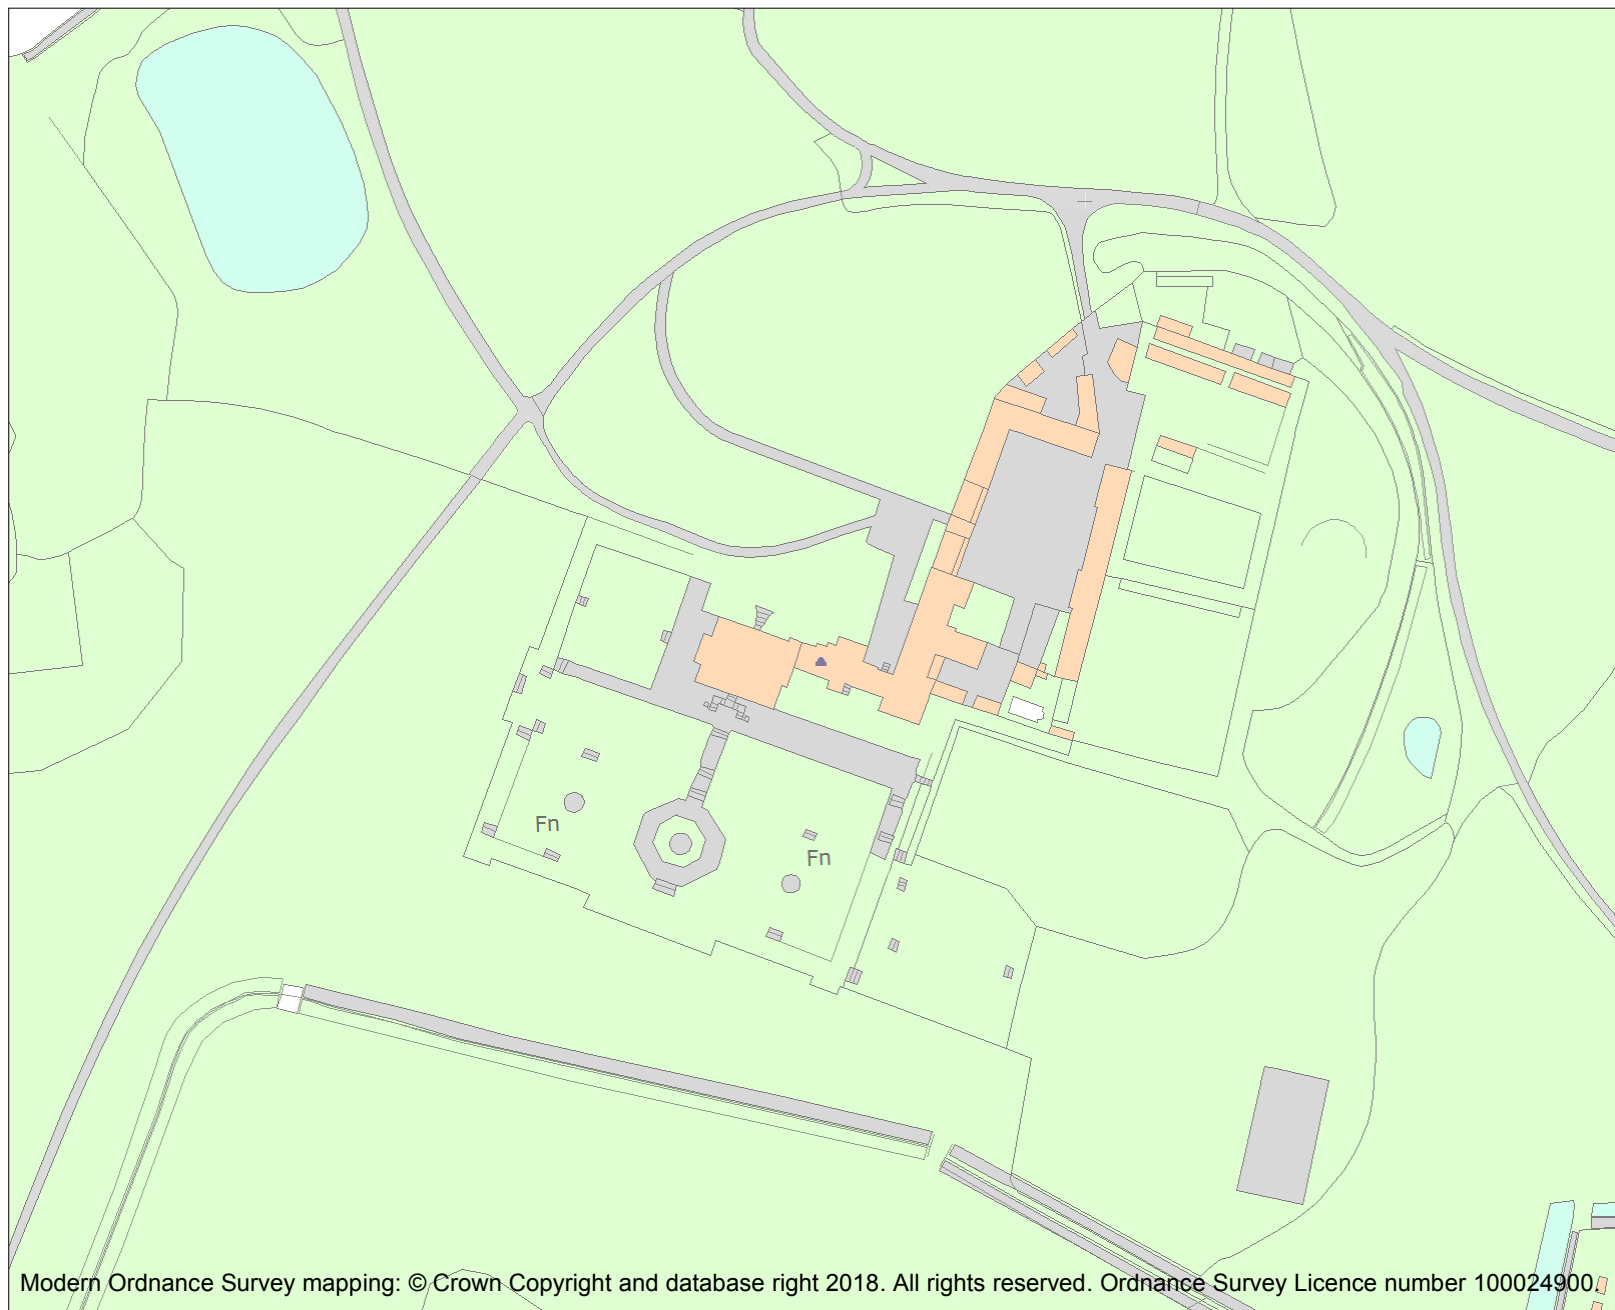 Fn
Fn
Modern Ordnance Survey mapping: © Crown Copyright and database right 2018. All rights reserved. Ordnance Survey Licence number 100024900.